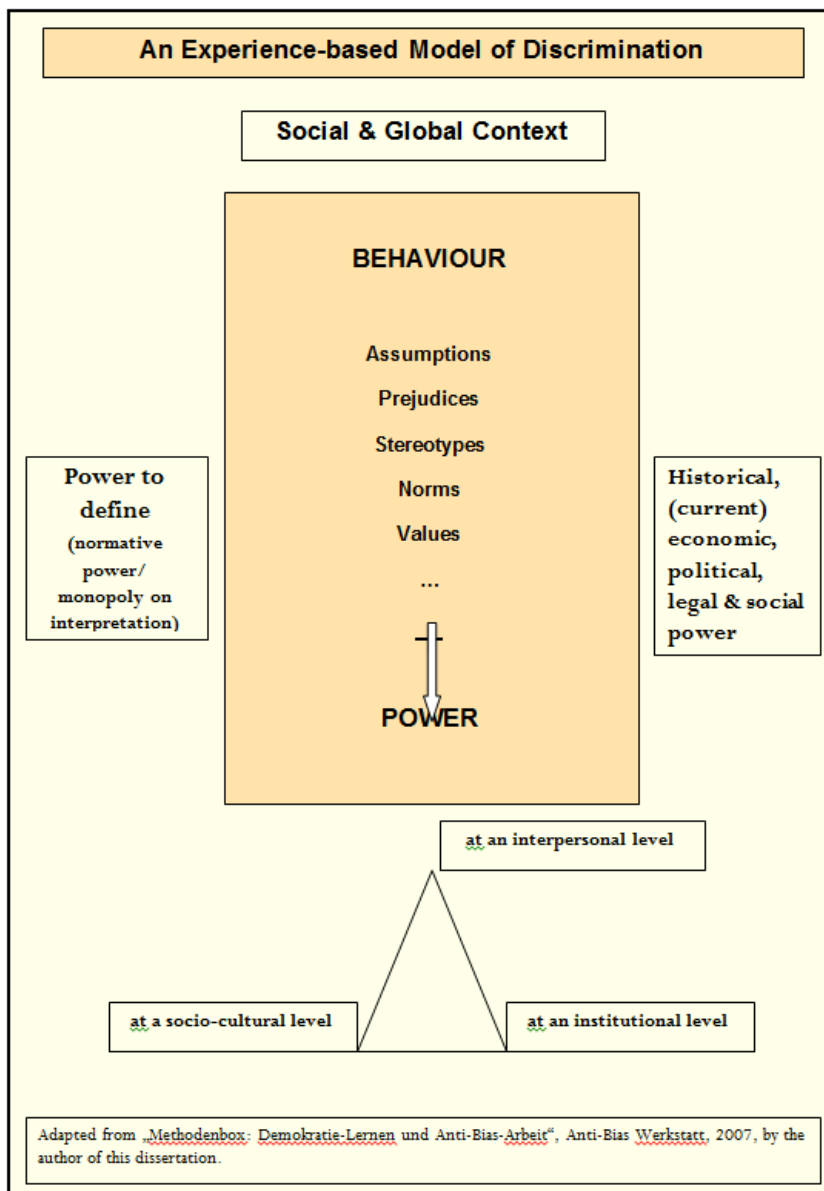 An Experience-based Model of Discrimination
Social & Global Context
BEHAVIOUR
Assumptions
Prejudices
Stereotypes
Norms
Values
...
Power to
define
(normative
power/
monopoly on
interpretation)
Historical,
(current)
economic,
political,
legal & social
power
POWER
at an interpersonal level
at a socio-cultural level
at an institutional level
Adapted from „Methodenbox: Demokratie-Lernen und Anti-Bias-Arbeit“, Anti-Bias Werkstatt, 2007, by the
author of this dissertation.